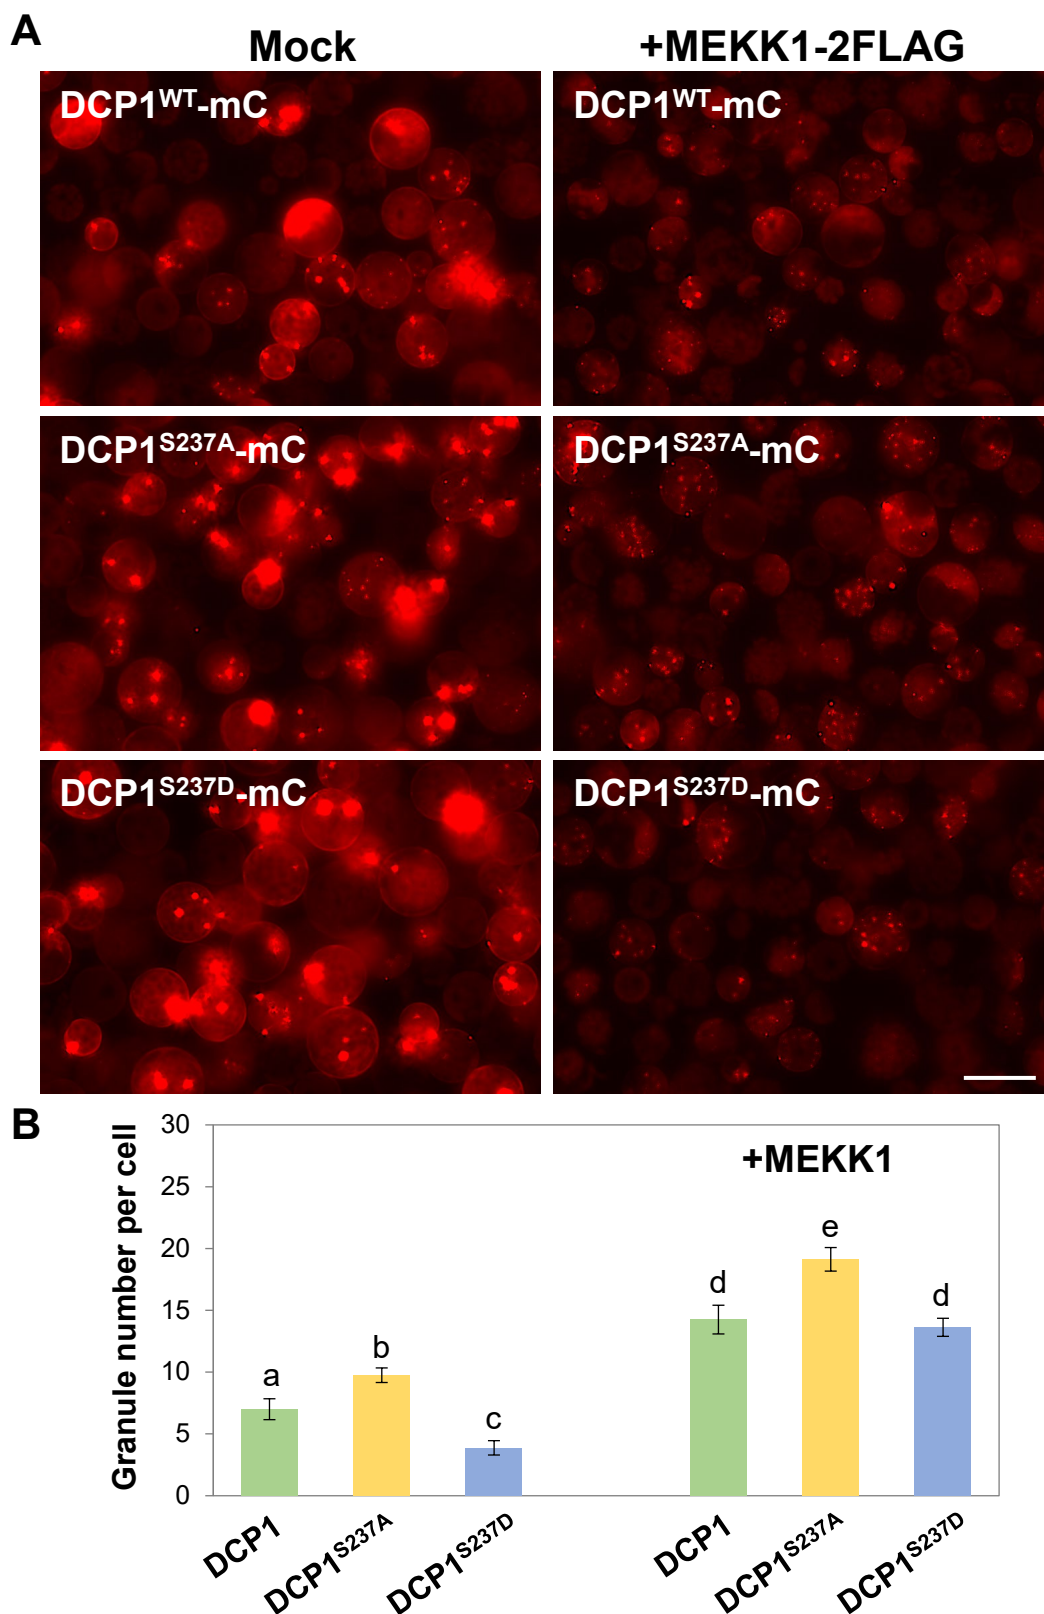 A
Mock
+MEKK1-2FLAG
DCP1WT-mC
DCP1WT-mC
DCP1S237A-mC
DCP1S237A-mC
DCP1S237D-mC
DCP1S237D-mC
B
Granule number per cell
30
25
20
15
10
5
0
+MEKK1
a
b
c
d
e
d
DCP1
DCP1S237A
DCP1S237D
DCP1
DCP1S237A
DCP1S237D